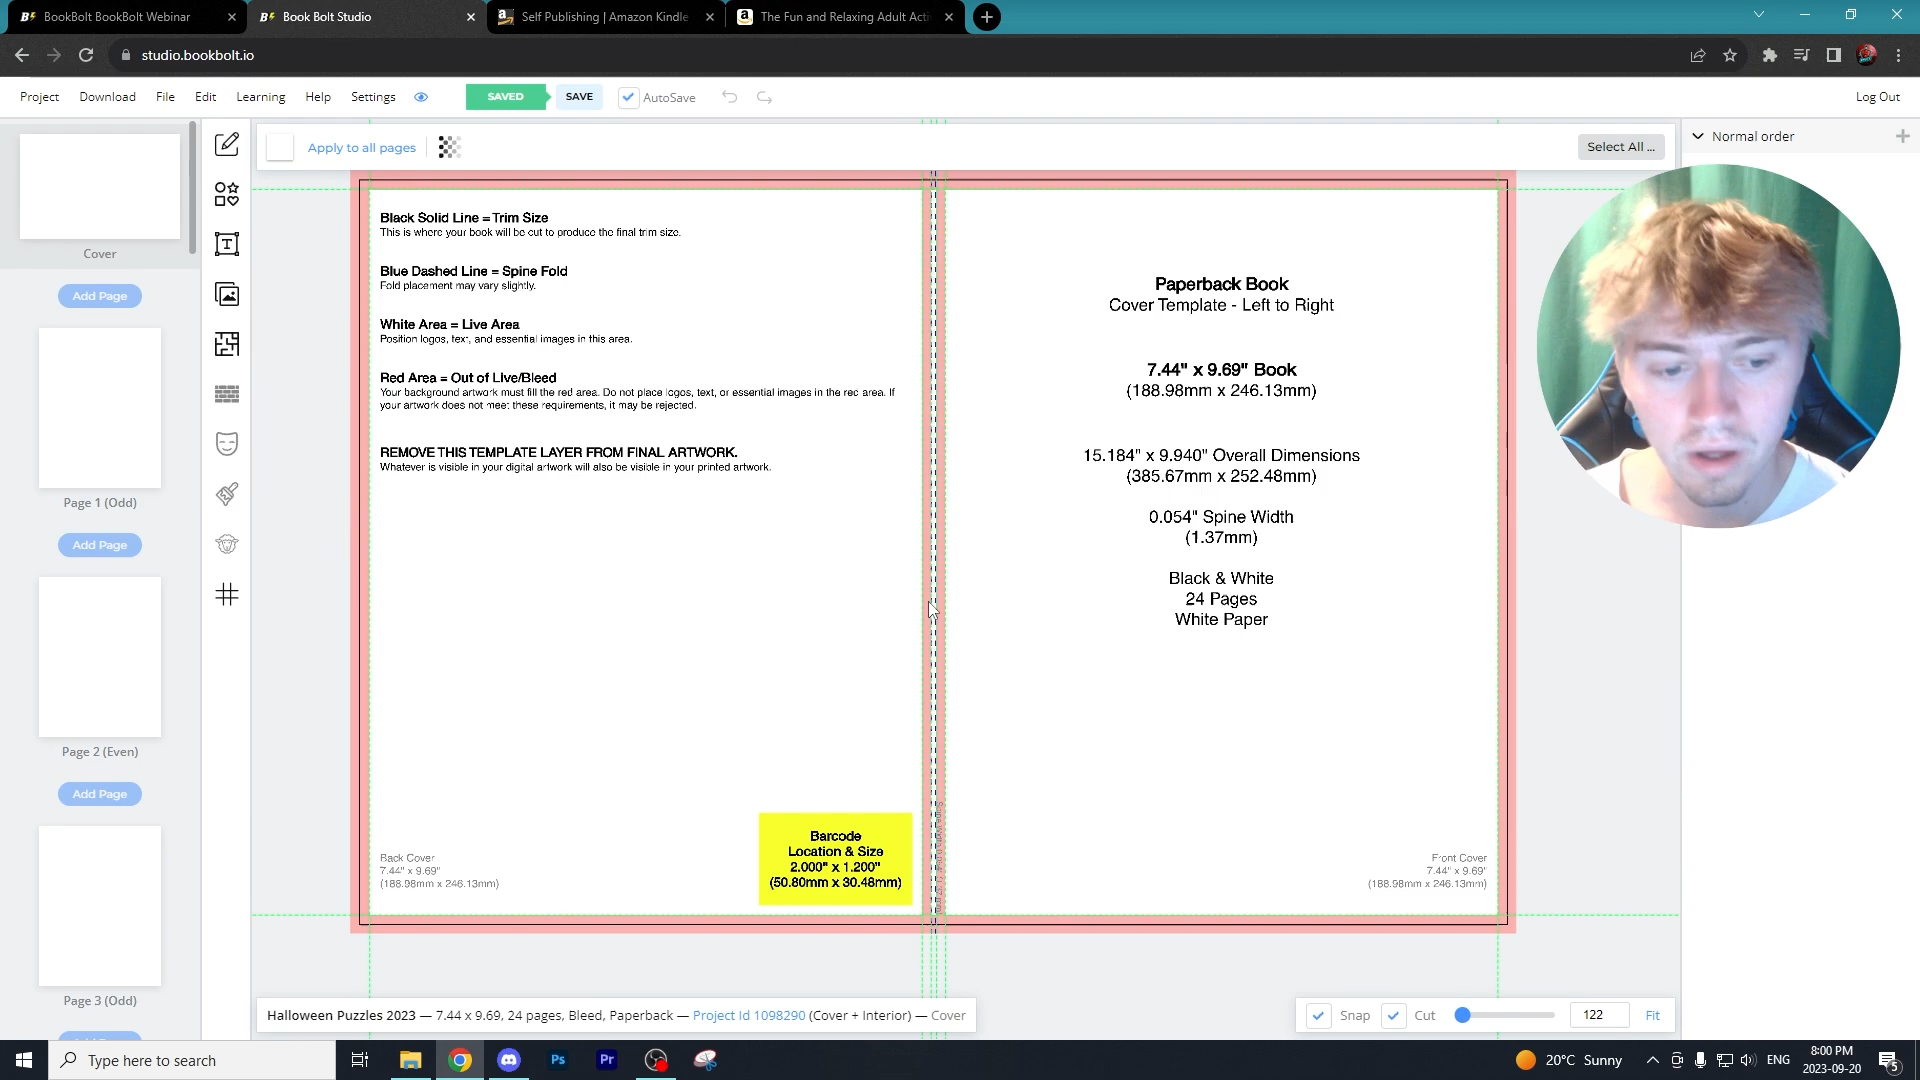 BookBolt BookBolt Webinar
Book Bolt Studio
Self Publishing | Amazon Kindle
The Fun and Relaxing Adult Acti
studio.bookbolt.io
Project Download File Edit Learning Help Settings SAVED SAVE AutoSave Log Out
Apply to all pages
Select All ...
Normal order
Cover
Add Page
Page 1 (Odd)
Add Page
Page 2 (Even)
Add Page
Page 3 (Odd)
Black Solid Line = Trim Size
This is where your book will be cut to produce the final trim size.
Blue Dashed Line = Spine Fold
Fold placement may vary slightly.
White Area = Live Area
Position logos, text, and essential images in this area.
Red Area = Out of Live/Bleed
Your background artwork must fill the red area. Do not place logos, text, or essential images in the red area. If
your artwork does not meet these requirements, it may be rejected.
REMOVE THIS TEMPLATE LAYER FROM FINAL ARTWORK.
Whatever is visible in your digital artwork will also be visible in your printed artwork.
Back Cover
7.44" x 9.69"
(188.98mm x 246.13mm)
Barcode
Location & Size
2.000" x 1.200"
(50.80mm x 30.48mm)
Paperback Book
Cover Template - Left to Right
7.44" x 9.69" Book
(188.98mm x 246.13mm)
15.184" x 9.940" Overall Dimensions
(385.67mm x 252.48mm)
0.054" Spine Width
(1.37mm)
Black & White
24 Pages
White Paper
Front Cover
7.44" x 9.69"
(188.98mm x 246.13mm)
Halloween Puzzles 2023 — 7.44 x 9.69, 24 pages, Bleed, Paperback — Project Id 1098290 (Cover + Interior) — Cover
Snap Cut 122 Fit
Type here to search
Ps
Pr
20°C Sunny
ENG
8:00 PM
2023-09-20
5